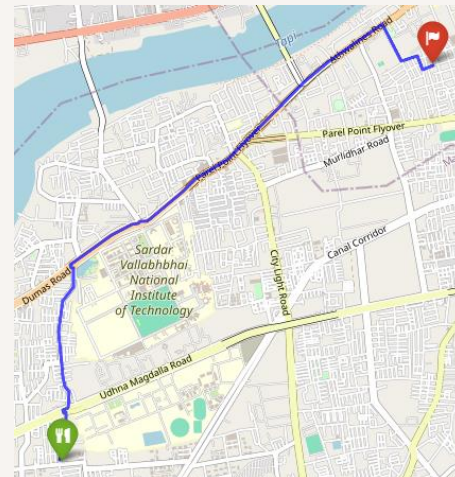 Tapi
Athwalines Road
Parel Point Flyover
Parel Point Flyover
Murlidhar Road
Canal Corridor
City Light Road
Sardar
Vallabhbhai
National
Institute
of Technology
Dumas Road
Udhna Magdalla Road